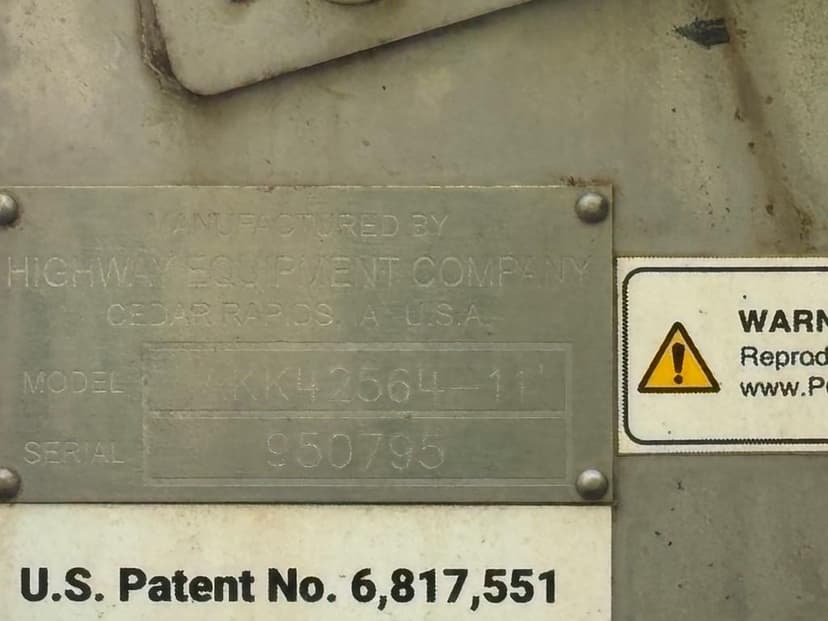 MANUFACTURED BY
HIGHWAY EQUIPMENT COMPANY
CEDAR RAPIDS, IA U.S.A.
MODEL KK42564-11'
SERIAL 950795
WARN
Reprod
www.P
U.S. Patent No. 6,817,551